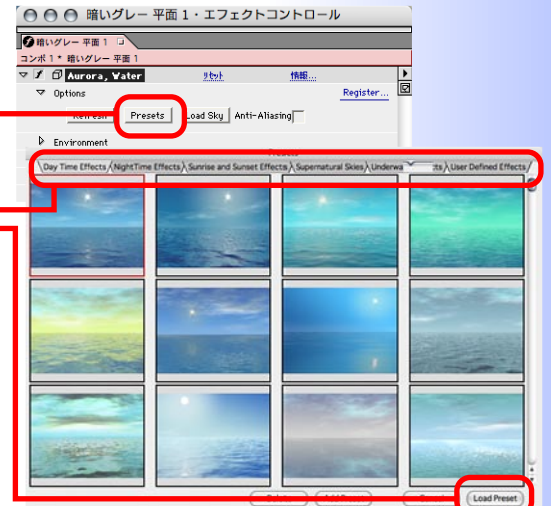 暗いグレー 平面 1・エフェクトコントロール
暗いグレー 平面 1
コンポ 1 * 暗いグレー 平面 1
Aurora, Water リセット 情報...
Options Register...
Presets Load Sky Anti-Aliasing
Environment
Day Time Effects NightTime Effects Sunrise and Sunset Effects Supernatural Skies User Defined Effects
Load Preset